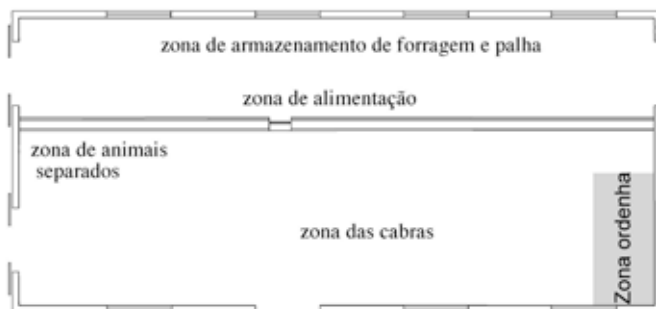 zona de armazenamento de forragem e palha
zona de alimentação
zona de animais
separados
zona das cabras
Zona ordenha